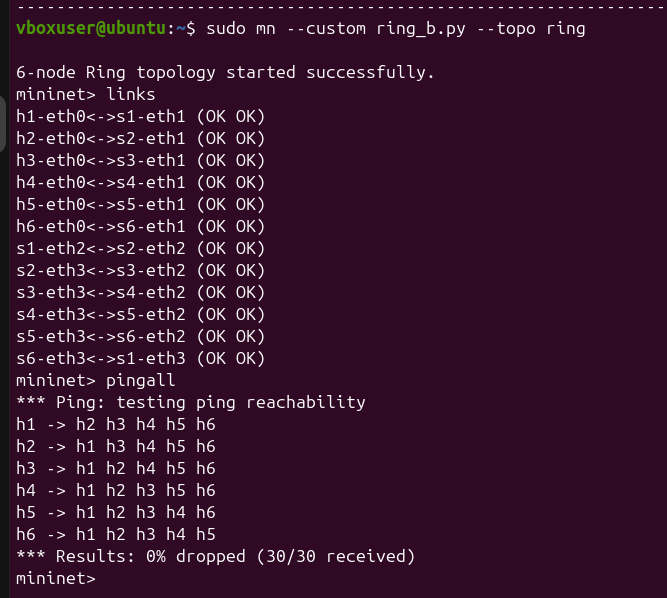 --------------------------------------------------------------------
vboxuser@ubuntu:~$ sudo mn --custom ring_b.py --topo ring
6-node Ring topology started successfully.
mininet> links
h1-eth0<->s1-eth1 (OK OK)
h2-eth0<->s2-eth1 (OK OK)
h3-eth0<->s3-eth1 (OK OK)
h4-eth0<->s4-eth1 (OK OK)
h5-eth0<->s5-eth1 (OK OK)
h6-eth0<->s6-eth1 (OK OK)
s1-eth2<->s2-eth2 (OK OK)
s2-eth3<->s3-eth2 (OK OK)
s3-eth3<->s4-eth2 (OK OK)
s4-eth3<->s5-eth2 (OK OK)
s5-eth3<->s6-eth2 (OK OK)
s6-eth3<->s1-eth3 (OK OK)
mininet> pingall
*** Ping: testing ping reachability
h1 -> h2 h3 h4 h5 h6
h2 -> h1 h3 h4 h5 h6
h3 -> h1 h2 h4 h5 h6
h4 -> h1 h2 h3 h5 h6
h5 -> h1 h2 h3 h4 h6
h6 -> h1 h2 h3 h4 h5
*** Results: 0% dropped (30/30 received)
mininet>